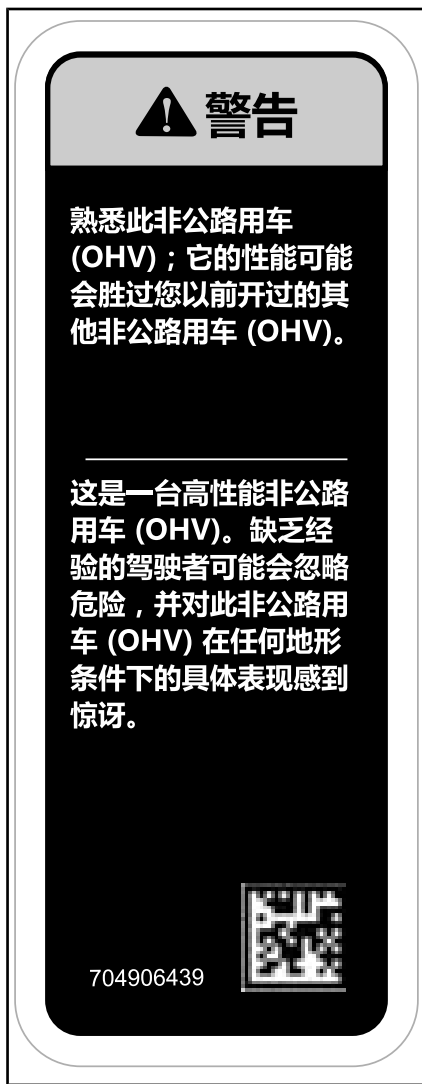 警告
熟悉此非公路用车
(OHV)；它的性能可能
会胜过您以前开过的其
他非公路用车 (OHV)。
这是一台高性能非公路
用车 (OHV)。缺乏经
验的驾驶者可能会忽略
危险，并对此非公路用
车 (OHV) 在任何地形
条件下的具体表现感到
惊讶。
704906439